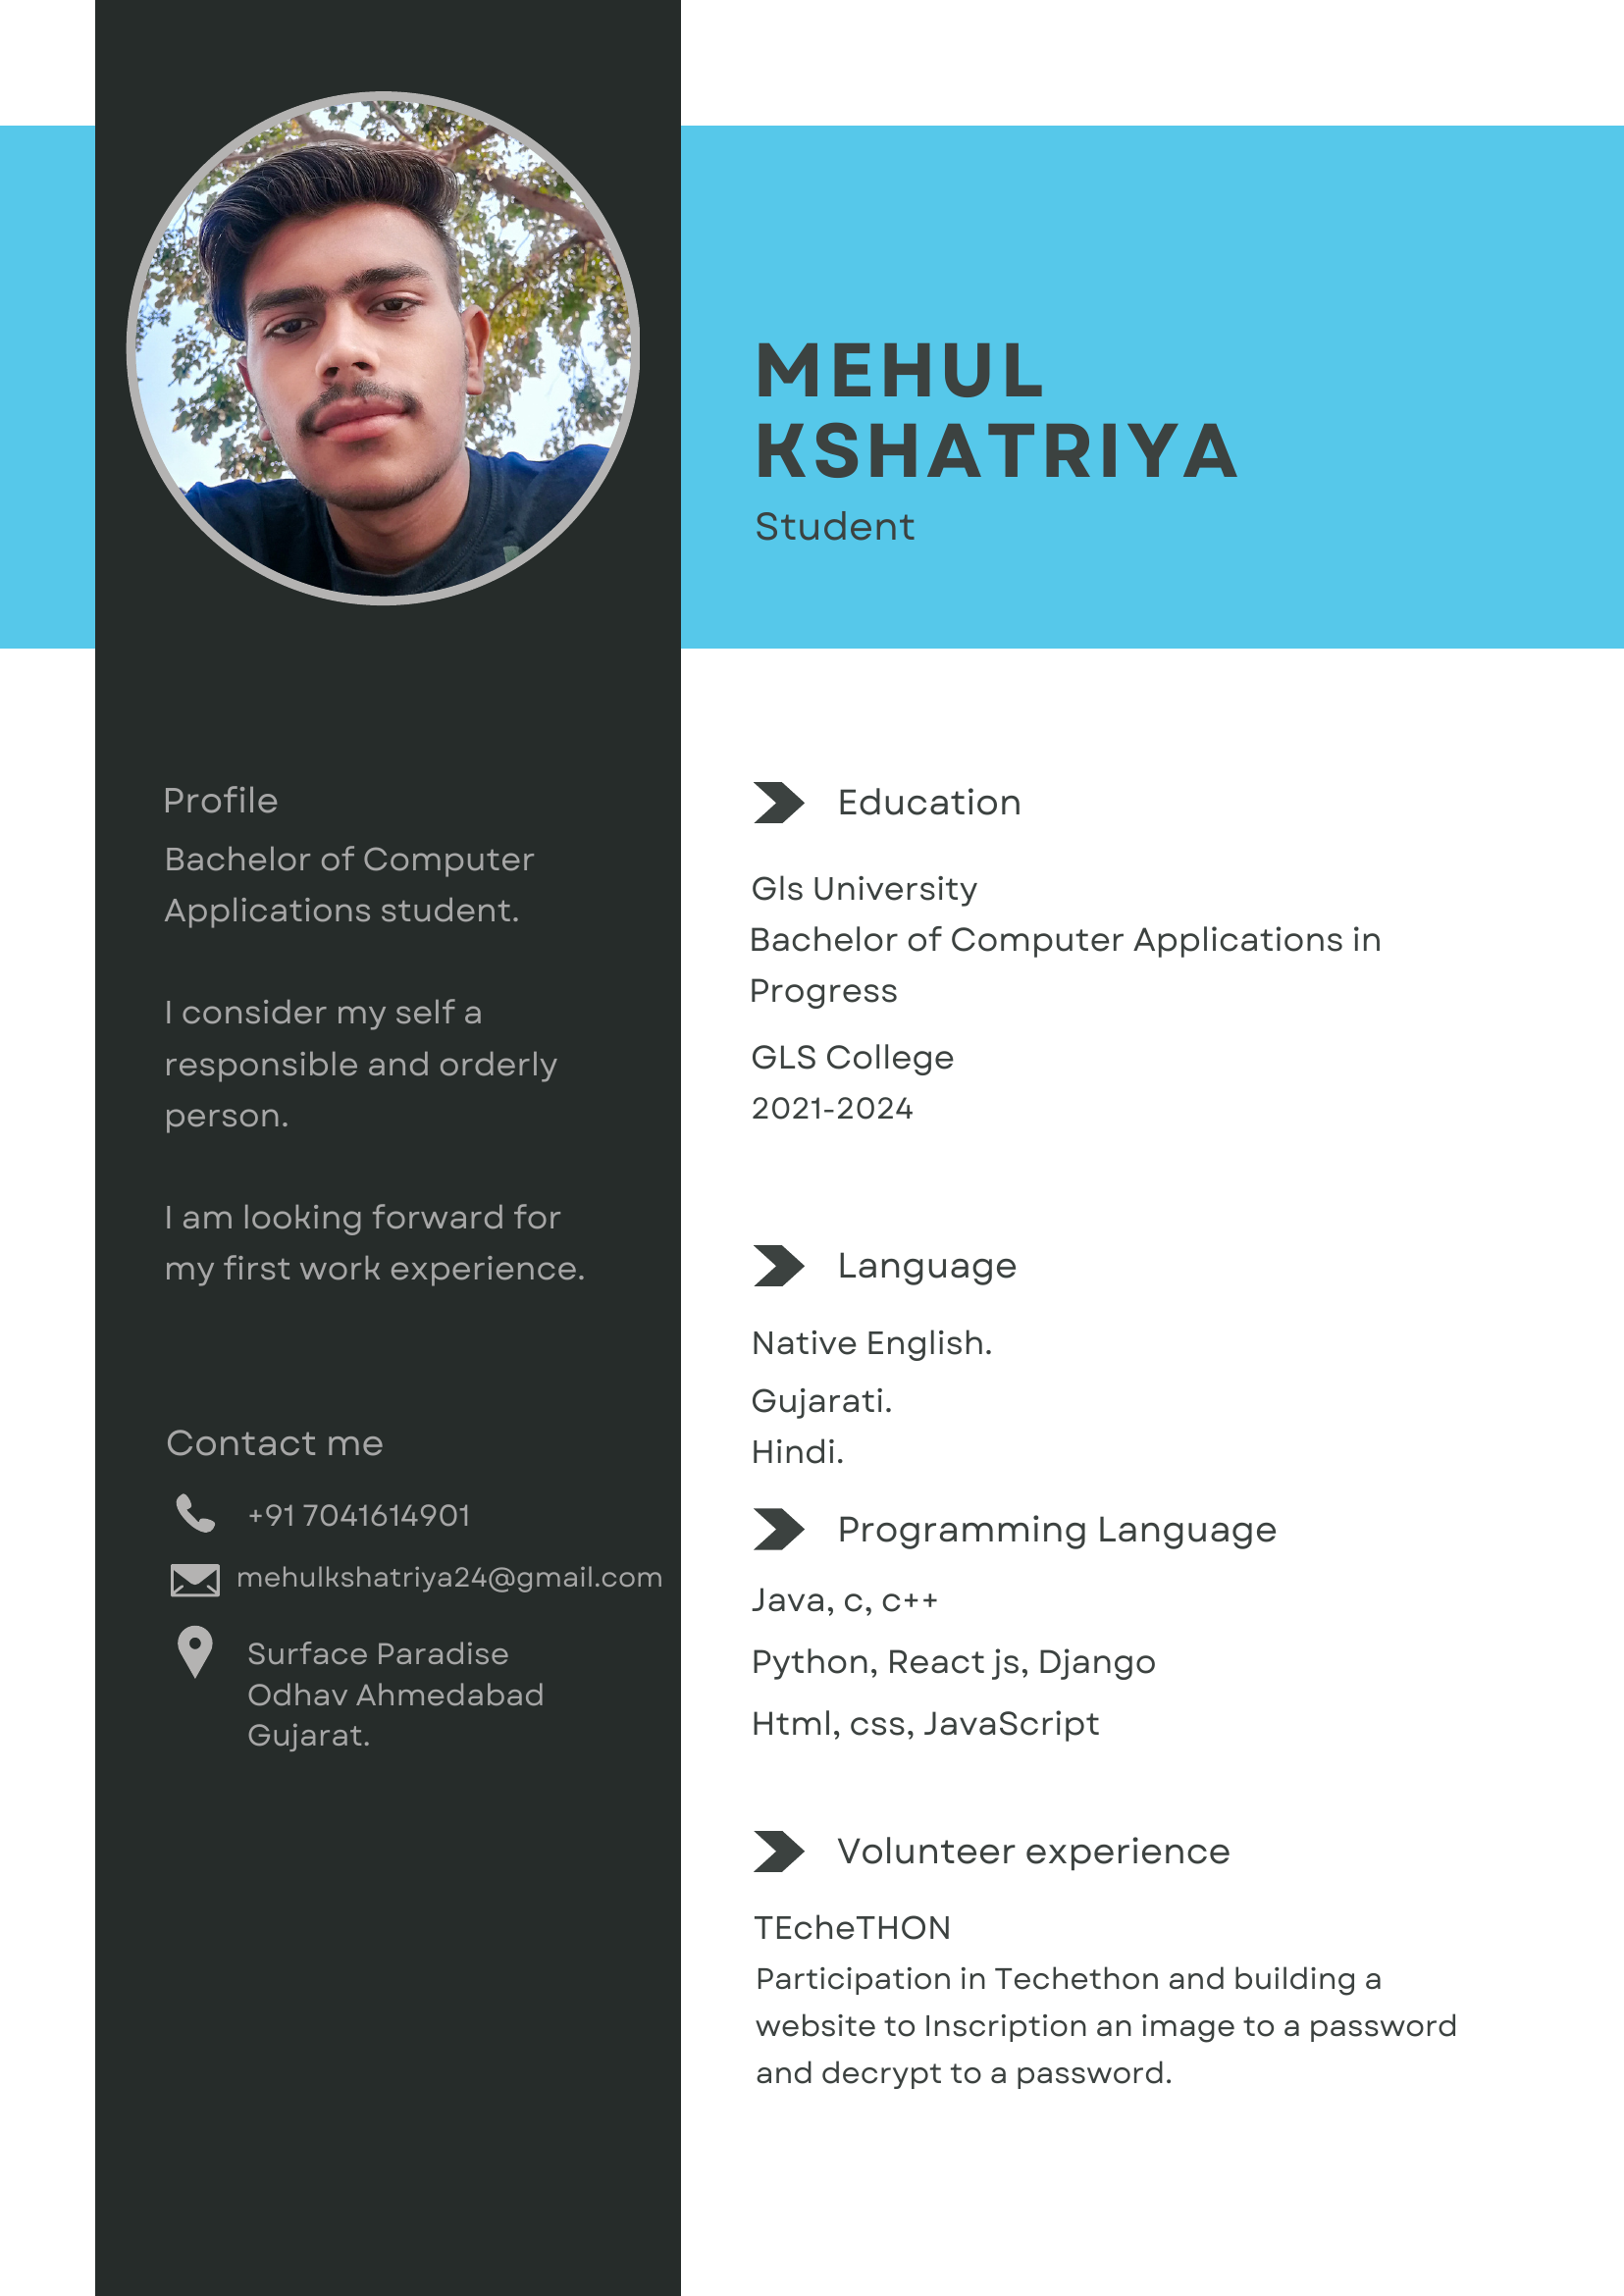 MEHUL
KSHATRIYA
Student
Profile
Bachelor of Computer
Applications student.
I consider my self a
responsible and orderly
person.
I am looking forward for
my first work experience.
Contact me
+91 7041614901
mehulkshatriya24@gmail.com
Surface Paradise
Odhav Ahmedabad
Gujarat.
Education
Gls University
Bachelor of Computer Applications in
Progress
GLS College
2021-2024
Language
Native English.
Gujarati.
Hindi.
Programming Language
Java, c, c++
Python, React js, Django
Html, css, JavaScript
Volunteer experience
TEcheTHON
Participation in Techethon and building a
website to Inscription an image to a password
and decrypt to a password.